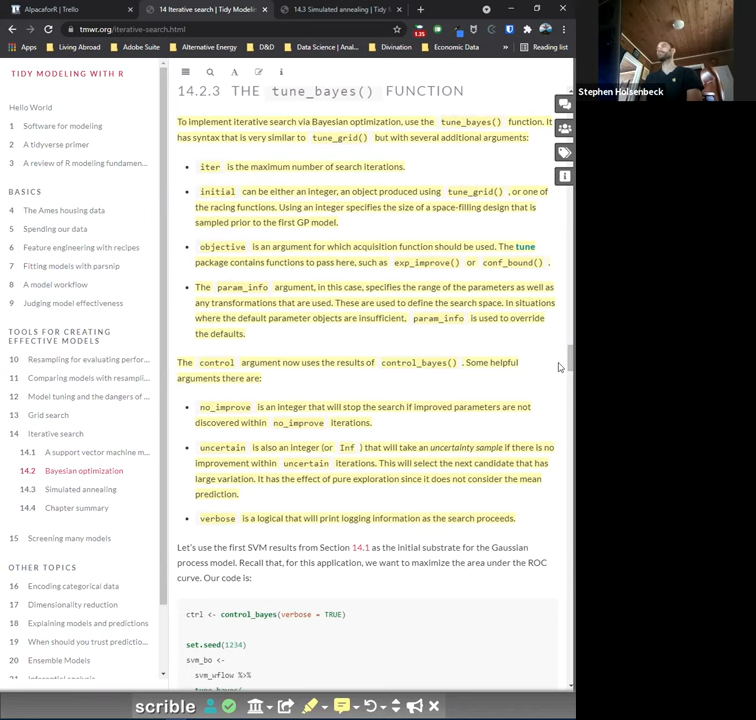 AlpacaforR | Trello
14 Iterative search | Tidy Modelin
14.3 Simulated annealing | Tidy
tmwr.org/iterative-search.html
1.35
Apps
Living Abroad
Adobe Suite
Alternative Energy
D&D
Data Science | Anal...
Divination
Economic Data
Reading list
TIDY MODELING WITH R
Hello World
1 Software for modeling
2 A tidyverse primer
3 A review of R modeling fundamen...
BASICS
4 The Ames housing data
5 Spending our data
6 Feature engineering with recipes
7 Fitting models with parsnip
8 A model workflow
9 Judging model effectiveness
TOOLS FOR CREATING
EFFECTIVE MODELS
10 Resampling for evaluating perfor...
11 Comparing models with resampli...
12 Model tuning and the dangers of ...
13 Grid search
14 Iterative search
14.1 A support vector machine m...
14.2 Bayesian optimization
14.3 Simulated annealing
14.4 Chapter summary
15 Screening many models
OTHER TOPICS
16 Encoding categorical data
17 Dimensionality reduction
18 Explaining models and predictions
19 When should you trust predictio...
20 Ensemble Models
21 Inferential analysis
14.2.3 THE tune_bayes() FUNCTION
To implement iterative search via Bayesian optimization, use the tune_bayes() function. It
has syntax that is very similar to tune_grid() but with several additional arguments:
• iter is the maximum number of search iterations.
• initial can be either an integer, an object produced using tune_grid() , or one of
the racing functions. Using an integer specifies the size of a space-filling design that is
sampled prior to the first GP model.
• objective is an argument for which acquisition function should be used. The tune
package contains functions to pass here, such as exp_improve() or conf_bound() .
• The param_info argument, in this case, specifies the range of the parameters as well as
any transformations that are used. These are used to define the search space. In situations
where the default parameter objects are insufficient, param_info is used to override
the defaults.
The control argument now uses the results of control_bayes() . Some helpful
arguments there are:
• no_improve is an integer that will stop the search if improved parameters are not
discovered within no_improve iterations.
• uncertain is also an integer (or Inf ) that will take an uncertainty sample if there is no
improvement within uncertain iterations. This will select the next candidate that has
large variation. It has the effect of pure exploration since it does not consider the mean
prediction.
• verbose is a logical that will print logging information as the search proceeds.
Let's use the first SVM results from Section 14.1 as the initial substrate for the Gaussian
process model. Recall that, for this application, we want to maximize the area under the ROC
curve. Our code is:
ctrl <- control_bayes(verbose = TRUE)
set.seed(1234)
svm_bo <-
svm_wflow %>%
tune_bayes(
scrible
Stephen Holsenbeck